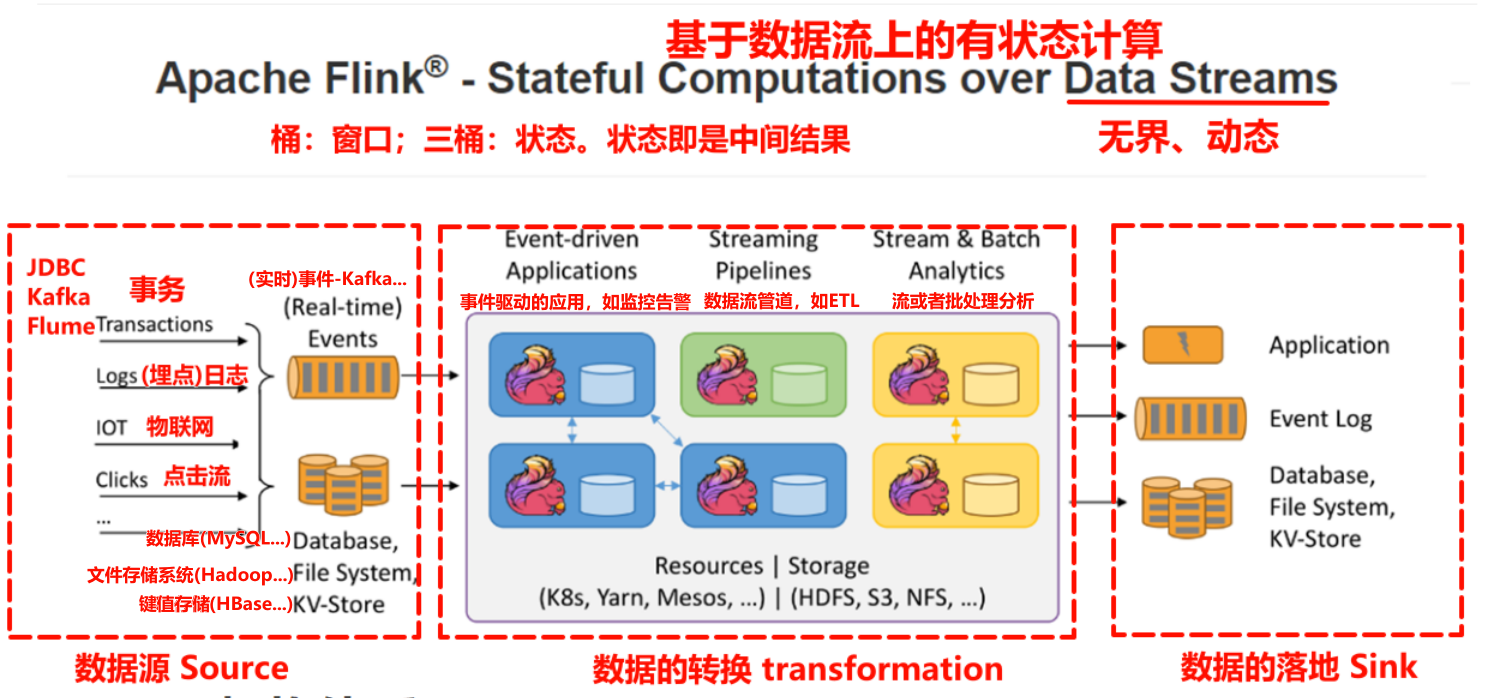 基于数据流上的有状态计算
Apache Flink® - Stateful Computations over Data Streams
桶：窗口；三桶：状态。状态即是中间结果
无界、动态
JDBC
Kafka
Flume
事务
Transactions
Logs (埋点)日志
IOT 物联网
Clicks 点击流
...
(实时)事件-Kafka...
(Real-time)
Events
数据库(MySQL...)Database,
文件存储系统(Hadoop...)File System,
键值存储(HBase...)KV-Store
数据源 Source
Event-driven
Applications
事件驱动的应用，如监控告警
Streaming
Pipelines
数据流管道，如ETL
Stream & Batch
Analytics
流或者批处理分析
Resources | Storage
(K8s, Yarn, Mesos, ...) | (HDFS, S3, NFS, ...)
数据的转换 transformation
Application
Event Log
Database,
File System,
KV-Store
数据的落地 Sink